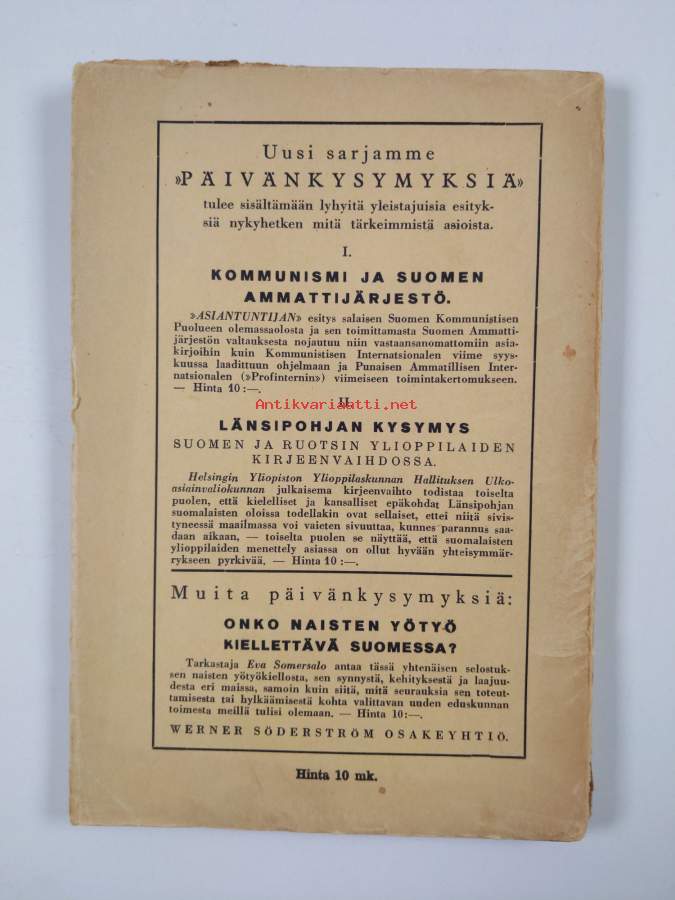 Uusi sarjamme
»PÄIVÄNKYSYMYKSIÄ»
tulee sisältämään lyhyitä yleistajuisia esityk-
siä nykyhetken mitä tärkeimmistä asioista.
I.
KOMMUNISMI JA SUOMEN
AMMATTIJÄRJESTÖ.
»ASIANTUNTIJAN» esitys salaisen Suomen Kommunistisen
Puolueen olemassaolosta ja sen toimittamasta Suomen Ammatti-
järjestön valtauksesta nojautuu niin vastaansanomattomiin asia-
kirjoihin kuin Kommunistisen Internatsionalen viime syys-
kuussa laadittuun ohjelmaan ja Punaisen Ammatillisen Inter-
natsionalen (»Profinternin») viimeiseen toimintakertomukseen.
— Hinta 10:—.
II.
Antikvariaatti.net
LÄNSIPOHJAN KYSYMYS
SUOMEN JA RUOTSIN YLIOPPILAIDEN
KIRJEENVAIHDOSSA.
Helsingin Yliopiston Ylioppilaskunnan Hallituksen Ulko-
asiainvaliokunnan julkaisema kirjeenvaihto todistaa toiselta
puolen, että kielelliset ja kansalliset epäkohdat Länsipohjan
suomalaisten oloissa todellakin ovat sellaiset, ettei niitä sivis-
tyneessä maailmassa voi vaieten sivuuttaa, kunnes parannus saa-
daan aikaan, — toiselta puolen se näyttää, että suomalaisten
ylioppilaiden menettely asiassa on ollut hyvään yhteisymmär-
rykseen pyrkivää. — Hinta 10:—.
Muita päivänkysymyksiä:
ONKO NAISTEN YÖTYÖ
KIELLETTÄVÄ SUOMESSA?
Tarkastaja Eva Somersalo antaa tässä yhtenäisen selostuk-
sen naisten yötyökiellosta, sen synnystä, kehityksestä ja laajuu-
desta eri maissa, samoin kuin siitä, mitä seurauksia sen toteut-
tamisesta tai hylkäämisestä kohta valittavan uuden eduskunnan
toimesta meillä tulisi olemaan. — Hinta 10:—.
WERNER SÖDERSTRÖM OSAKEYHTIÖ.
Hinta 10 mk.